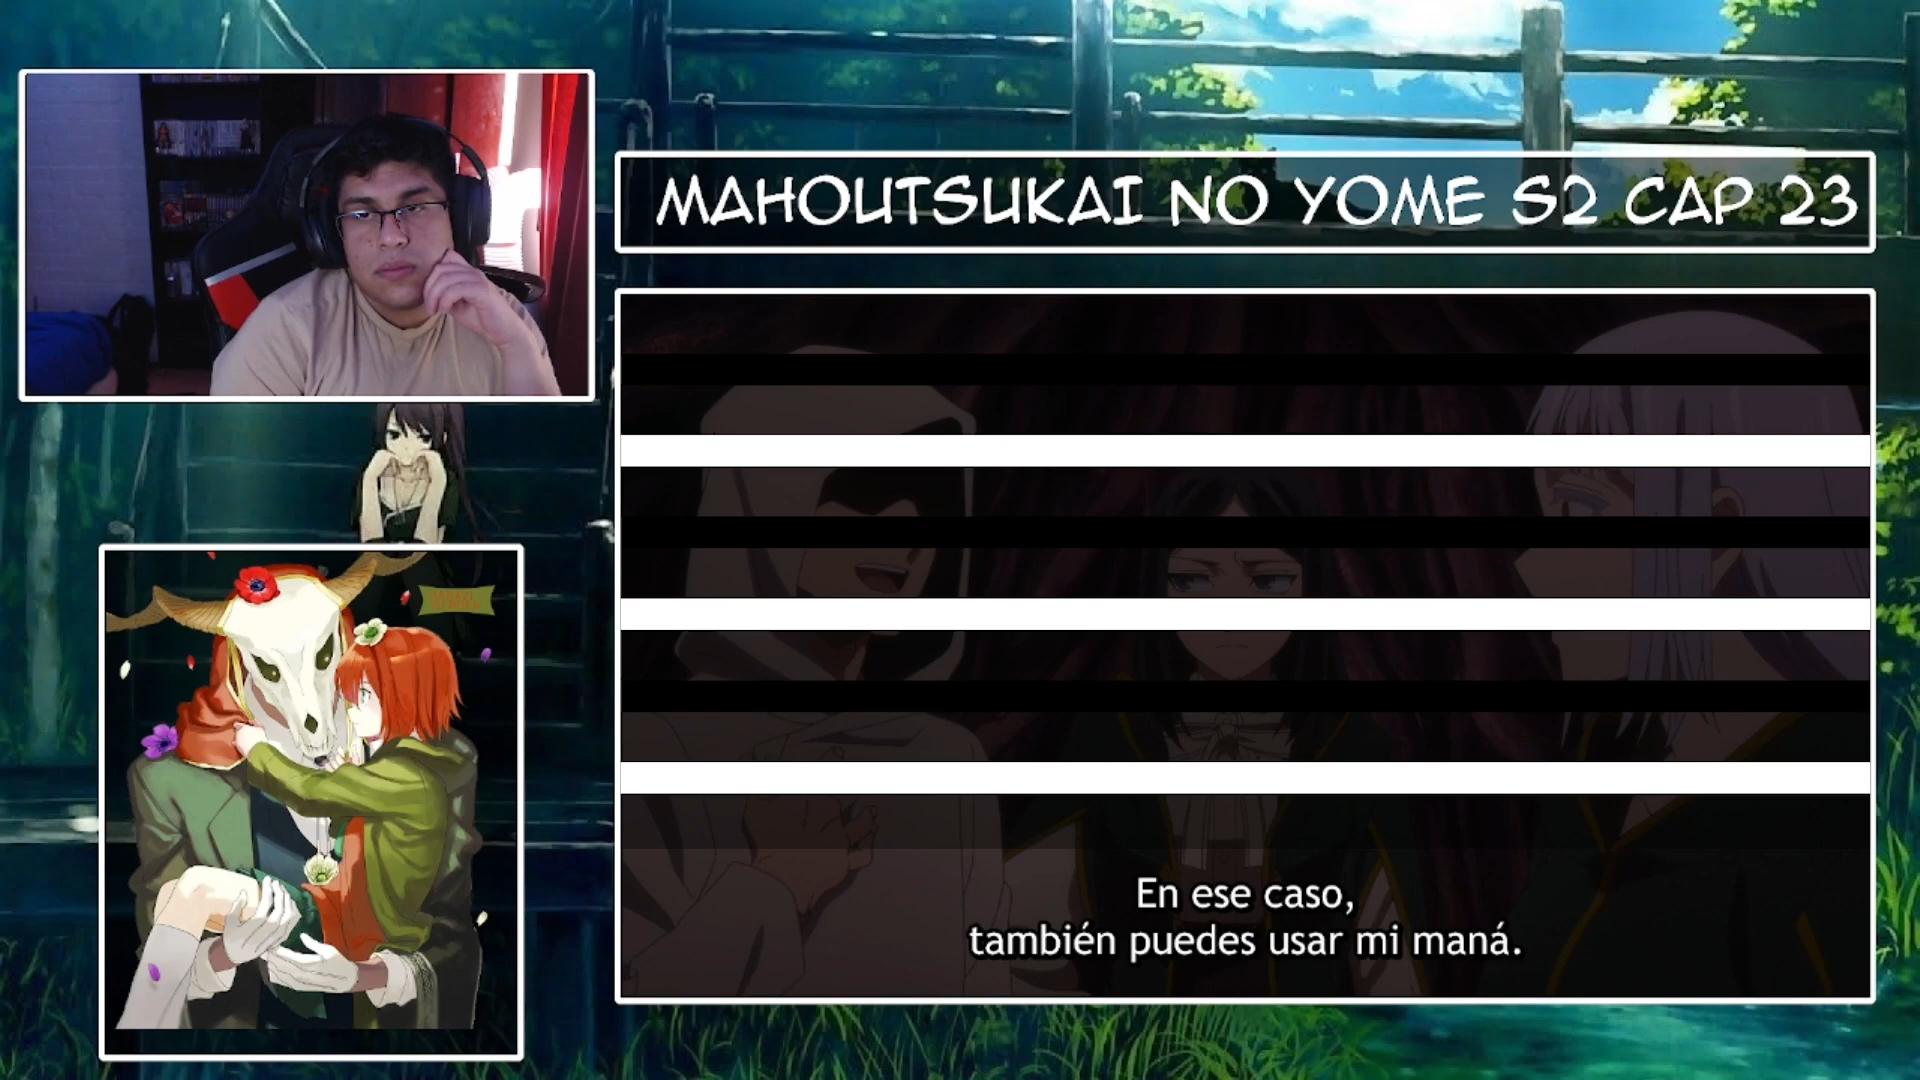 MAHOUTSUKAI NO YOME S2 CAP 23
En ese caso,
también puedes usar mi maná.